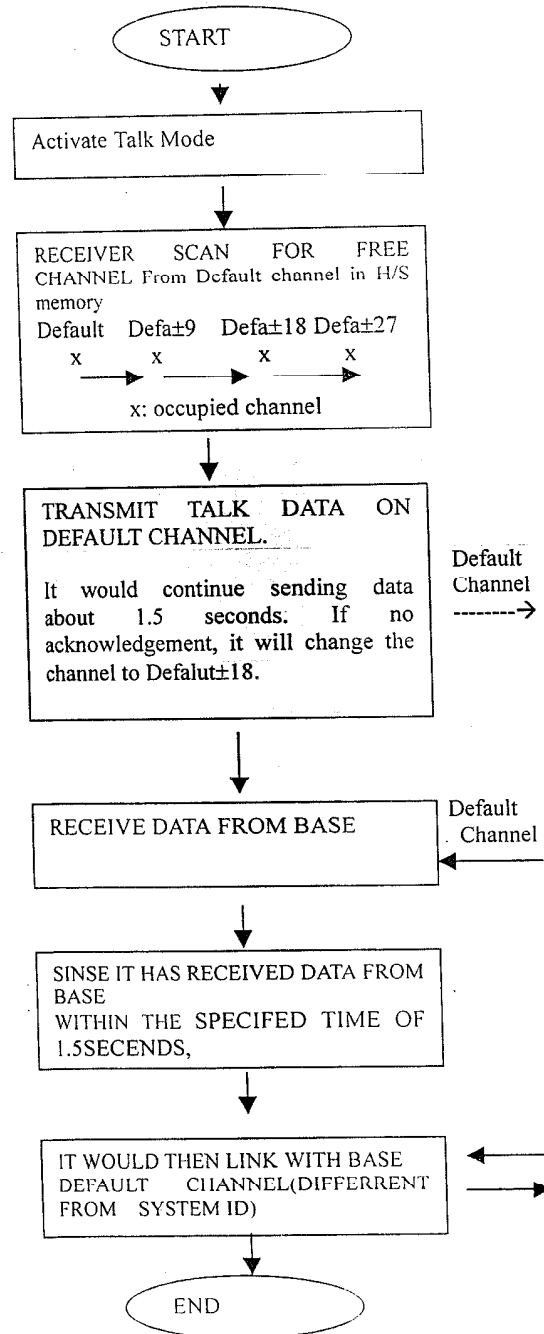 START
Activate Talk Mode
RECEIVER SCAN FOR FREE
CHANNEL From Default channel in H/S
memory
Default Defa±9 Defa±18 Defa±27
x x x x
x: occupied channel
TRANSMIT TALK DATA ON
DEFAULT CHANNEL.
It would continue sending data
about 1.5 seconds. If no
acknowledgement, it will change the
channel to Defalut±18.
Default
Channel
RECEIVE DATA FROM BASE
Default
Channel
SINSE IT HAS RECEIVED DATA FROM
BASE
WITHIN THE SPECIFED TIME OF
1.5SECENDS,
IT WOULD THEN LINK WITH BASE
DEFAULT CHANNEL(DIFFERRENT
FROM SYSTEM ID)
END